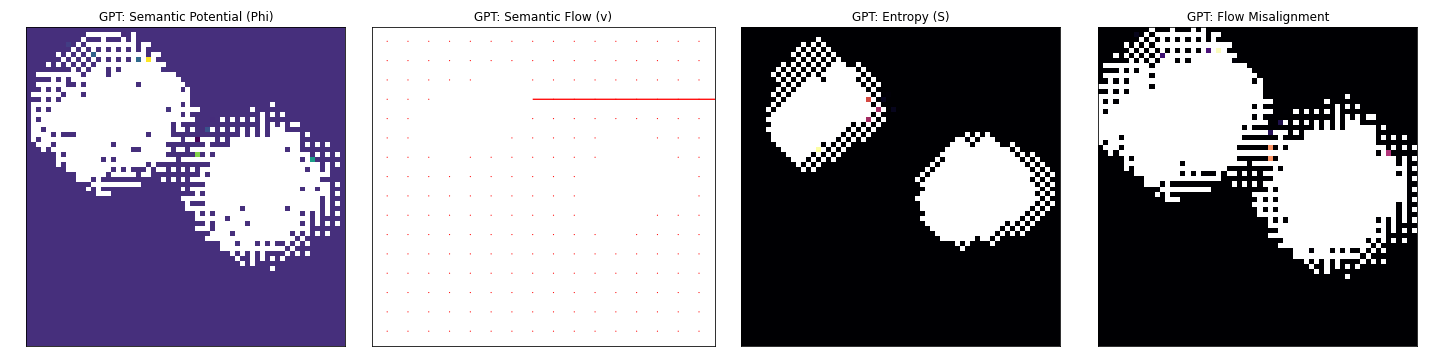 GPT: Semantic Potential (Phi)
GPT: Semantic Flow (v)
GPT: Entropy (S)
GPT: Flow Misalignment